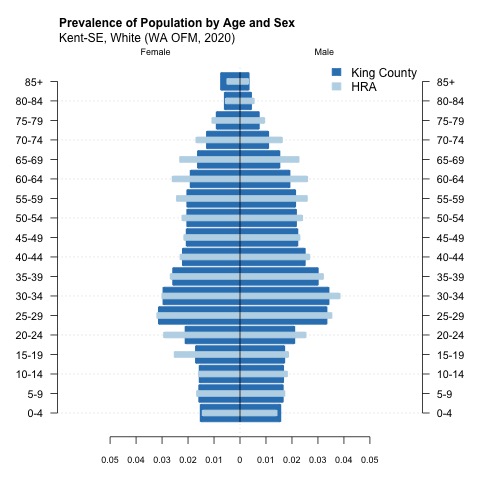 Prevalence of Population by Age and Sex
Kent-SE, White (WA OFM, 2020)
Female
Male
King County
HRA
85+ 85+
80-84 80-84
75-79 75-79
70-74 70-74
65-69 65-69
60-64 60-64
55-59 55-59
50-54 50-54
45-49 45-49
40-44 40-44
35-39 35-39
30-34 30-34
25-29 25-29
20-24 20-24
15-19 15-19
10-14 10-14
5-9 5-9
0-4 0-4
0.05 0.04 0.03 0.02 0.01 0 0.01 0.02 0.03 0.04 0.05